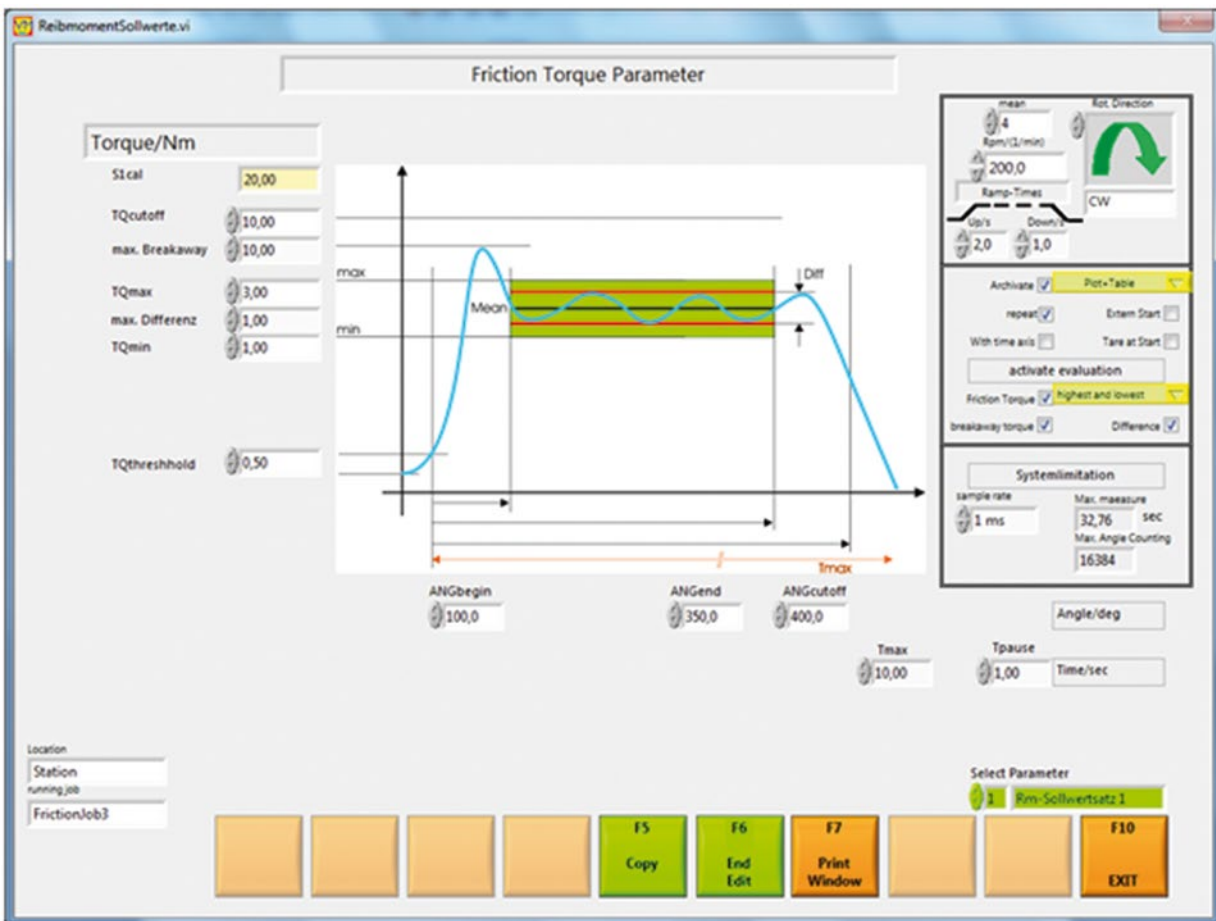 ReibmomentSollwerte.vi
Friction Torque Parameter
Torque/Nm
S1cal 20,00
TQcutoff 10,00
max. Breakaway 10,00
TQmax 3,00
max. Differenz 1,00
TQmin 1,00
TQthreshhold 0,50
max
Mean
min
Diff
Tmax
ANGbegin
100,0
ANGend
350,0
ANGcutoff
400,0
Angle/deg
Tmax
10,00
Tpause
1,00
Time/sec
mean
4
Rpm/(1/min)
200,0
Ramp-Times
Up/s
2,0
Down/s
1,0
Rot. Direction
CW
Archivate Plot+Table
repeat Extern Start
With time axis Tare at Start
activate evaluation
Friction Torque highest and lowest
breakaway torque Difference
Systemlimitation
sample rate
1 ms
Max. maeasure
32,76 sec
Max. Angle Counting
16384
Location
Station
running job
FrictionJob3
Select Parameter
1 Rm-Sollwertsatz 1
F5
Copy
F6
End
Edit
F7
Print
Window
F10
EXIT